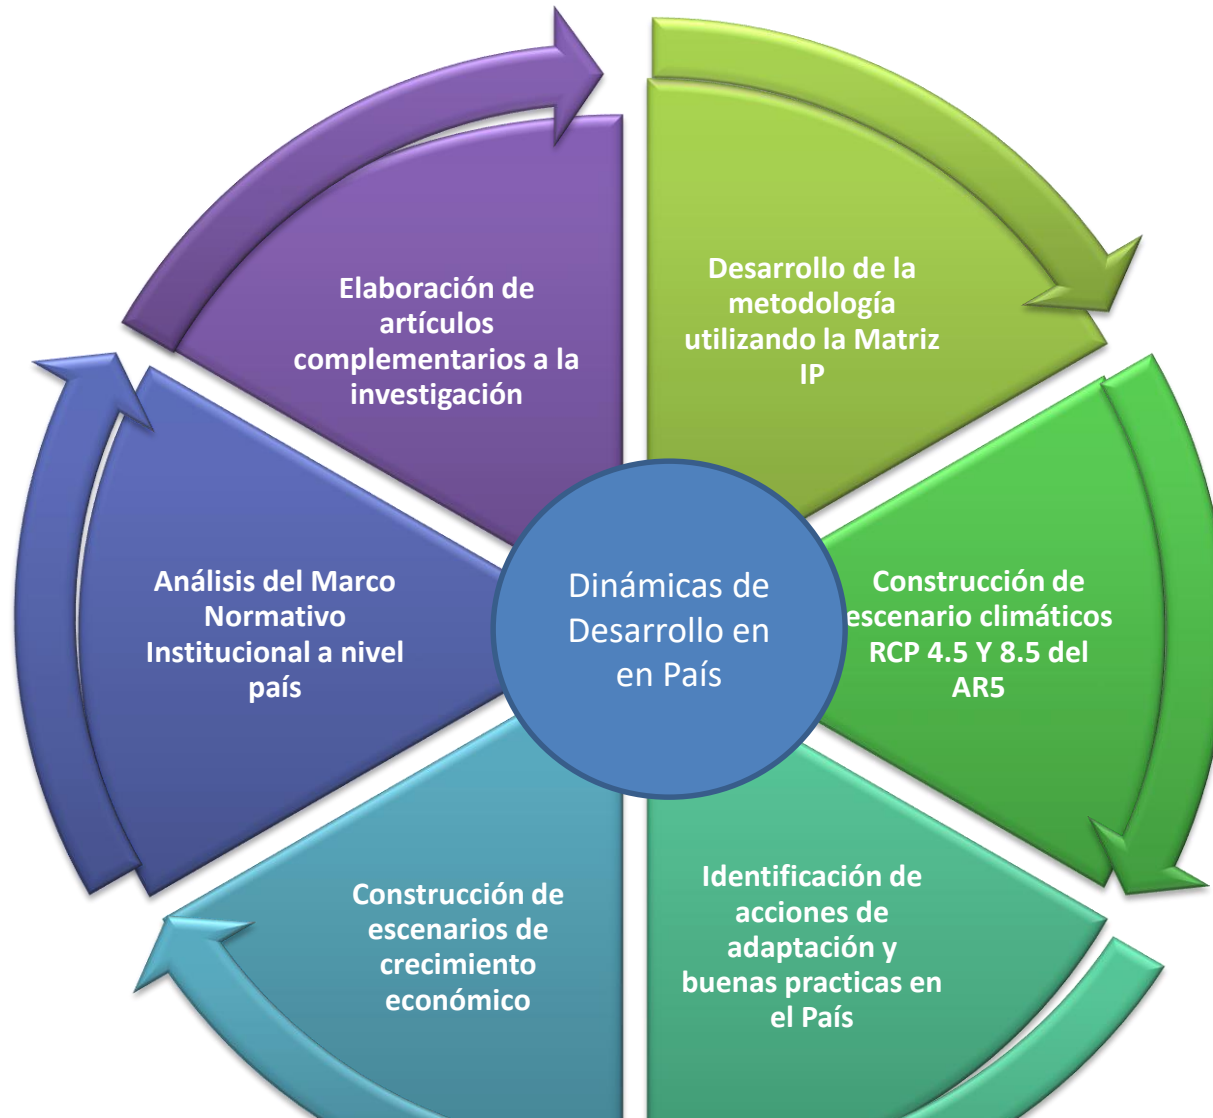 Desarrollo de la
metodología
utilizando la Matriz
IP
Construcción de
escenario climáticos
RCP 4.5 Y 8.5 del
AR5
Identificación de
acciones de
adaptación y
buenas practicas en
el País
Construcción de
escenarios de
crecimiento
económico
Análisis del Marco
Normativo
Institucional a nivel
país
Elaboración de
artículos
complementarios a la
investigación
Dinámicas de
Desarrollo en
en País